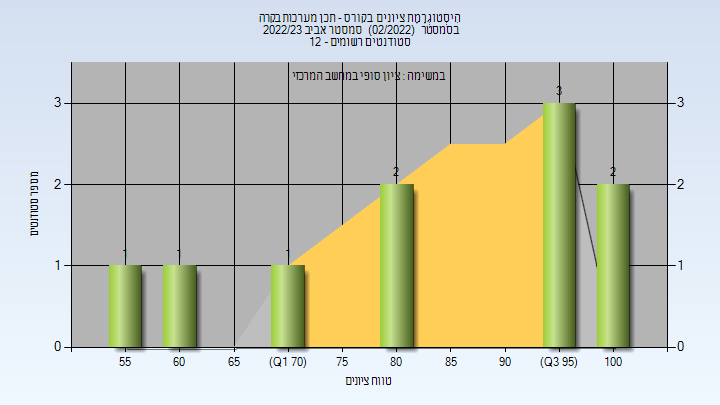 היסטוגרמת ציונים בקורס - תכן מערכות בקרה
בסמסטר (02/2022) סמסטר אביב 2022/23
סטודנטים רשומים - 12
במשימה : ציון סופי במחשב המרכזי
מספר סטודנטים
3
2
1
0
3
2
1
0
1
1
1
2
3
2
55
60
65
(Q1 70)
75
80
85
90
(Q3 95)
100
טווח ציונים